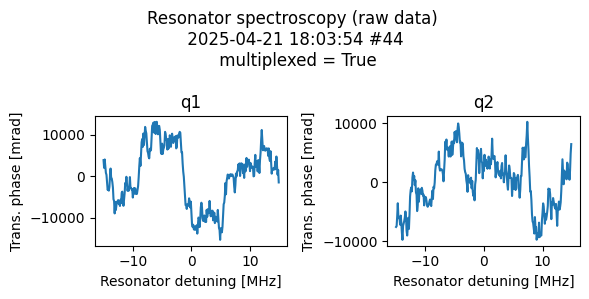 Resonator spectroscopy (raw data)
2025-04-21 18:03:54 #44
multiplexed = True
q1
q2
Trans. phase [mrad]
10000
0
−10000
−10
0
10
Resonator detuning [MHz]
Trans. phase [mrad]
10000
0
−10000
−10
0
10
Resonator detuning [MHz]